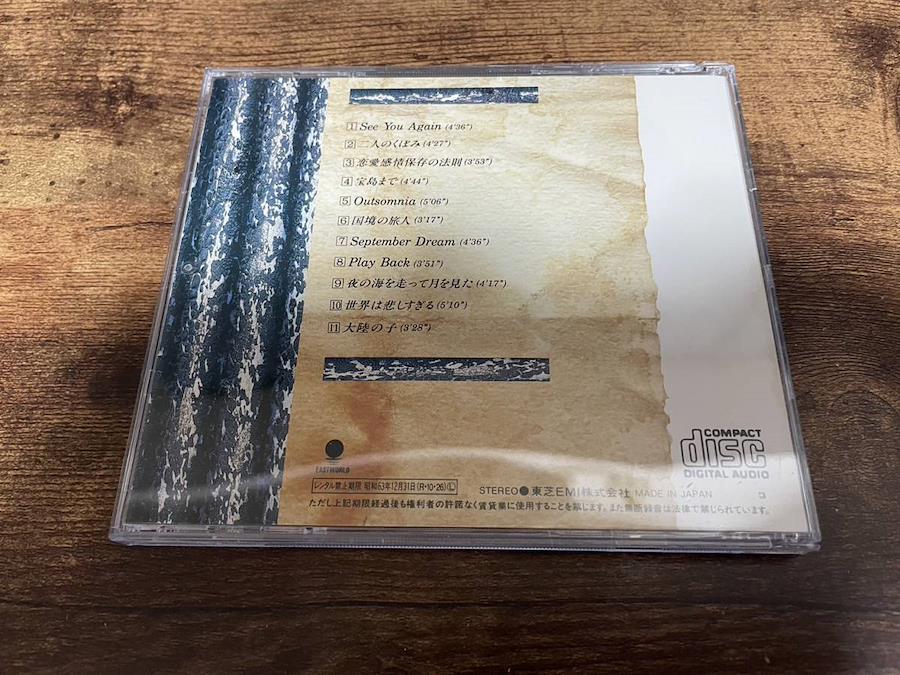 1 See You Again (4'36")
2 二人のくぼみ (4'27")
3 恋愛感情保存の法則 (3'53")
4 宝島まで (4'44")
5 Outsomnia (5'06")
6 国境の旅人 (3'17")
7 September Dream (4'36")
8 Play Back (3'51")
9 夜の海を走って月を見た (4'17")
10 世界は悲しすぎる (5'10")
11 大陸の子 (3'28")
EASTWORLD
レンタル禁止期限 昭和63年12月31日(R・10・26) Ⓛ
STEREO● 東芝EMI株式会社 MADE IN JAPAN
ただし上記期限経過後も権利者の許諾なく賃貸業に使用することを禁じます。また無断録音は法律で禁じられています。
COMPACT
disc
DIGITAL AUDIO